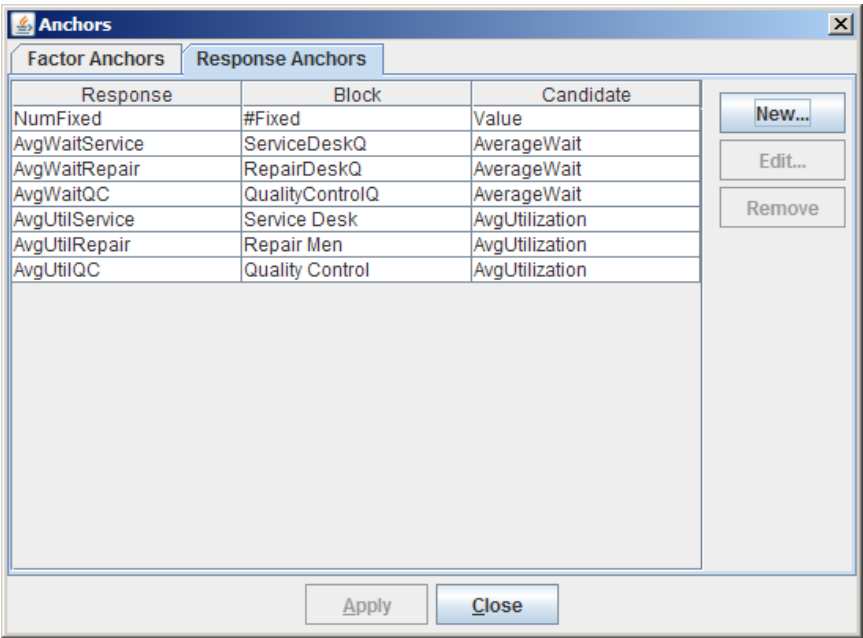 Anchors
Factor Anchors Response Anchors
Response Block Candidate
NumFixed #Fixed Value
AvgWaitService ServiceDeskQ AverageWait
AvgWaitRepair RepairDeskQ AverageWait
AvgWaitQC QualityControlQ AverageWait
AvgUtilService Service Desk AvgUtilization
AvgUtilRepair Repair Men AvgUtilization
AvgUtilQC Quality Control AvgUtilization
New...
Edit...
Remove
Apply Close